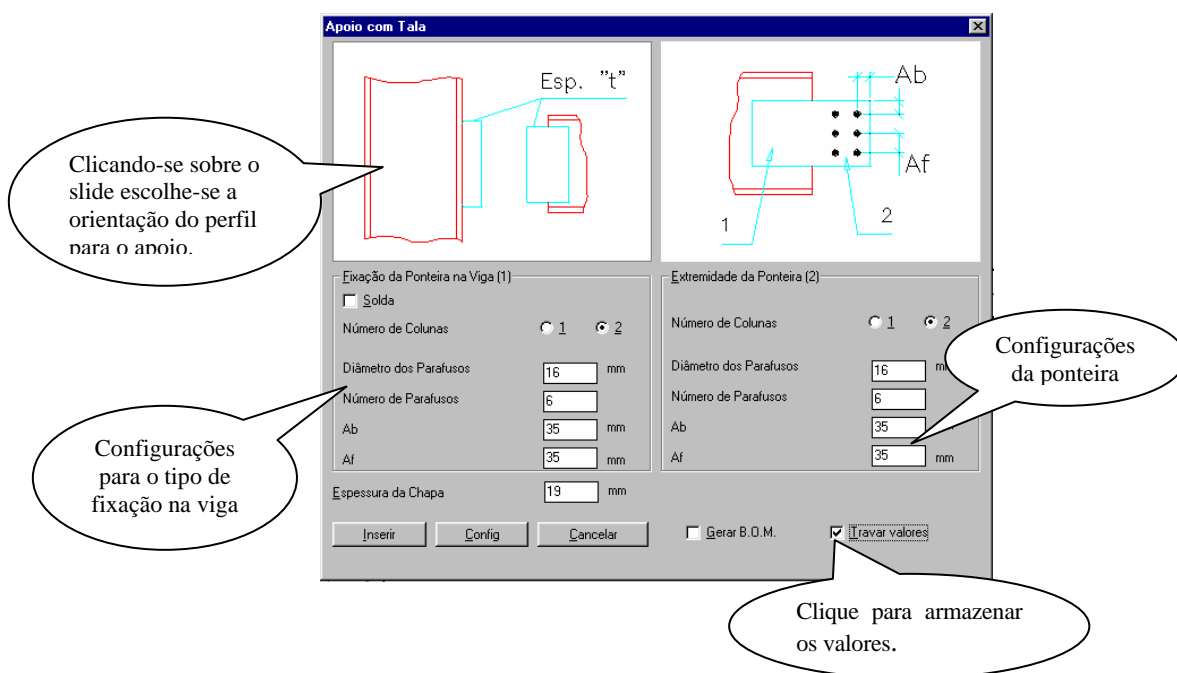 Apoio com Tala
Esp. "t"
Ab
Af
1
2
Clicando-se sobre o
slide escolhe-se a
orientação do perfil
para o apoio.
Fixação da Ponteira na Viga (1)
Solda
Número de Colunas 1 2
Diâmetro dos Parafusos 16 mm
Número de Parafusos 6
Ab 35 mm
Af 35 mm
Espessura da Chapa 19 mm
Extremidade da Ponteira (2)
Número de Colunas 1 2
Diâmetro dos Parafusos 16
Número de Parafusos 6
Ab 35
Af 35 mm
Configurações
da ponteira
Configurações
para o tipo de
fixação na viga
Inserir Config Cancelar Gerar B.O.M. Travar valores
Clique para armazenar
os valores.